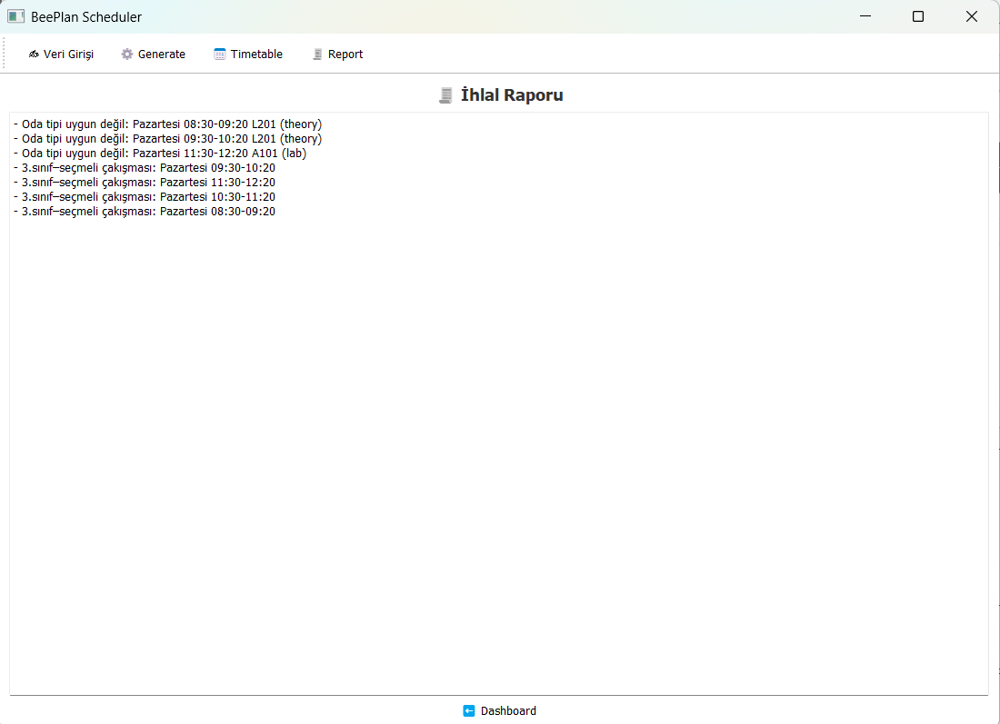 BeePlan Scheduler
Veri Girişi Generate Timetable Report
İhlal Raporu
- Oda tipi uygun değil: Pazartesi 08:30-09:20 L201 (theory)
- Oda tipi uygun değil: Pazartesi 09:30-10:20 L201 (theory)
- Oda tipi uygun değil: Pazartesi 11:30-12:20 A101 (lab)
- 3.sınıf–seçmeli çakışması: Pazartesi 09:30-10:20
- 3.sınıf–seçmeli çakışması: Pazartesi 11:30-12:20
- 3.sınıf–seçmeli çakışması: Pazartesi 10:30-11:20
- 3.sınıf–seçmeli çakışması: Pazartesi 08:30-09:20
Dashboard